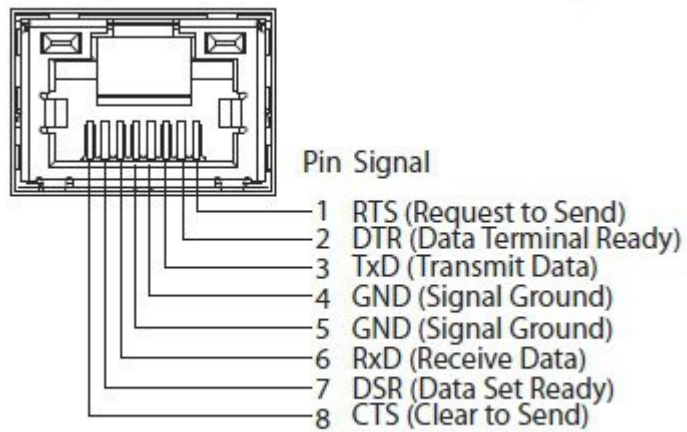 Pin Signal
1 RTS (Request to Send)
2 DTR (Data Terminal Ready)
3 TxD (Transmit Data)
4 GND (Signal Ground)
5 GND (Signal Ground)
6 RxD (Receive Data)
7 DSR (Data Set Ready)
8 CTS (Clear to Send)